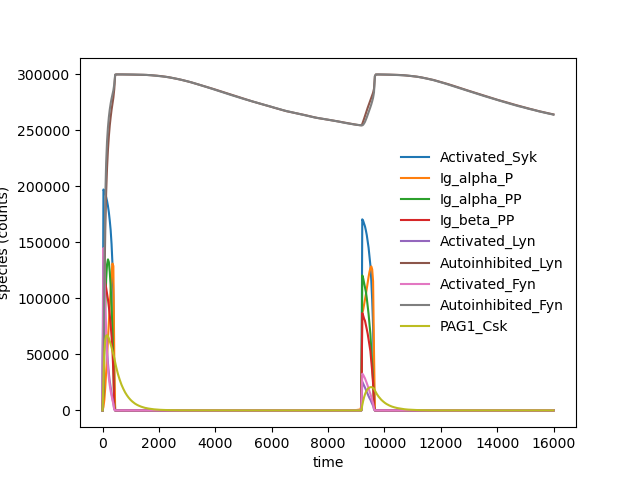 300000
250000
200000
150000
100000
50000
0
species (counts)
Activated_Syk
Ig_alpha_P
Ig_alpha_PP
Ig_beta_PP
Activated_Lyn
Autoinhibited_Lyn
Activated_Fyn
Autoinhibited_Fyn
PAG1_Csk
0 2000 4000 6000 8000 10000 12000 14000 16000
time